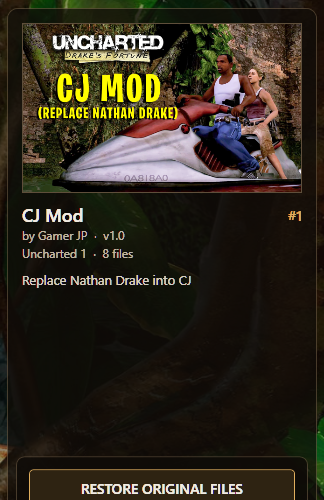 UNCHARTED
DRAKE'S FORTUNE
CJ MOD
(REPLACE NATHAN DRAKE)
CJ Mod
#1
by Gamer JP · v1.0
Uncharted 1 · 8 files
Replace Nathan Drake into CJ
RESTORE ORIGINAL FILES